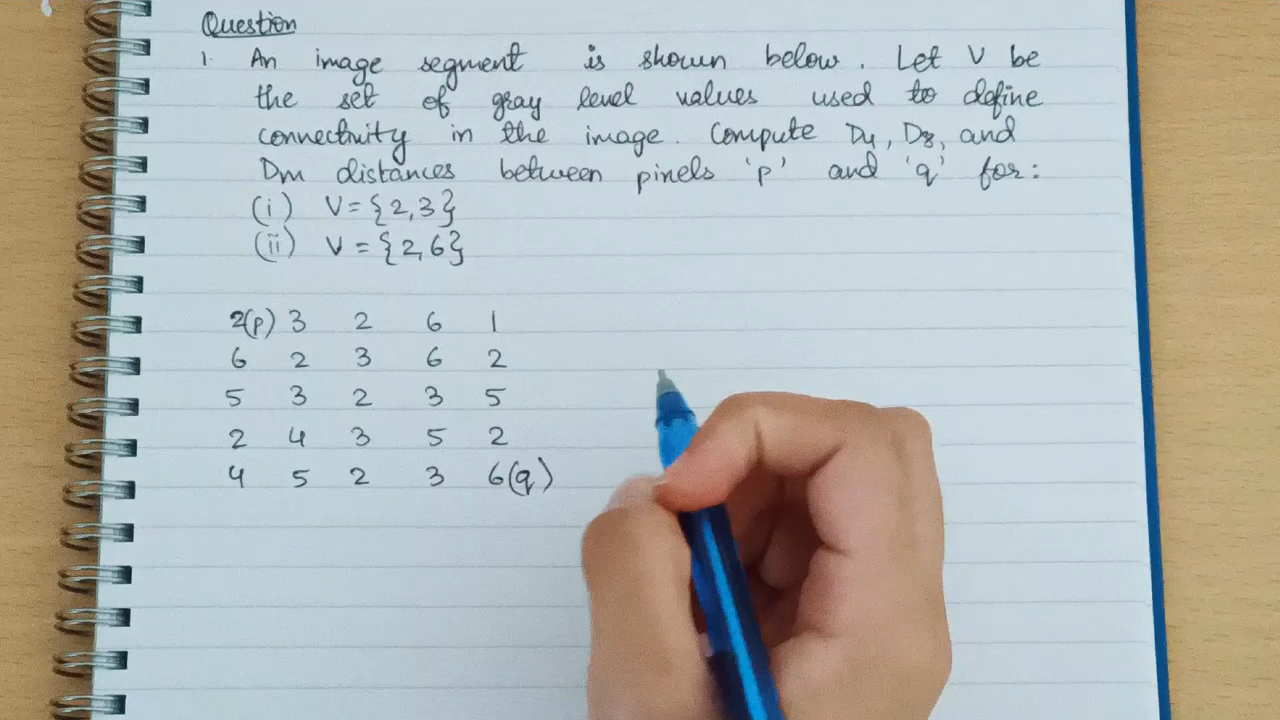 Question
1. An image segment is shown below. Let V be
the set of gray level values used to define
connectivity in the image. Compute D4, D8, and
Dm distances between pixels 'p' and 'q' for:
(i) V = {2,3}
(ii) V = {2,6}
2(p) 3 2 6 1
6 2 3 6 2
5 3 2 3 5
2 4 3 5 2
4 5 2 3 6(q)